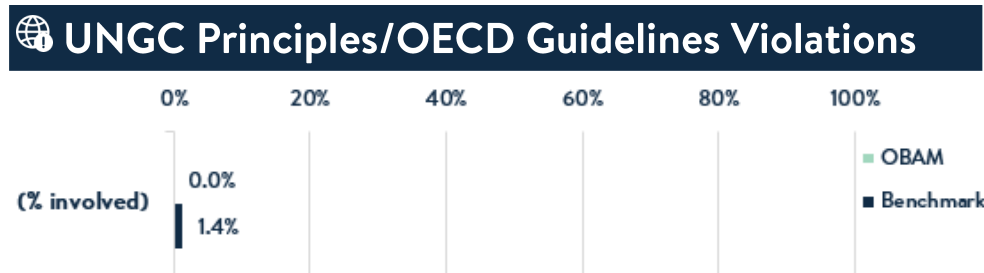 UNGC Principles/OECD Guidelines Violations
0% 20% 40% 60% 80% 100%
OBAM
0.0%
(% involved)
Benchmark
1.4%